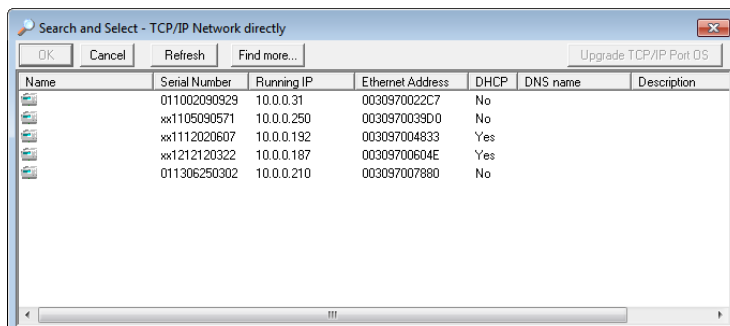 Search and Select - TCP/IP Network directly
OK Cancel Refresh Find more... Upgrade TCP/IP Port OS
Name Serial Number Running IP Ethernet Address DHCP DNS name Description
011002090929 10.0.0.31 0030970022C7 No
xx1105090571 10.0.0.250 0030970039D0 No
xx1112020607 10.0.0.192 003097004833 Yes
xx1212120322 10.0.0.187 00309700604E Yes
011306250302 10.0.0.210 003097007880 No